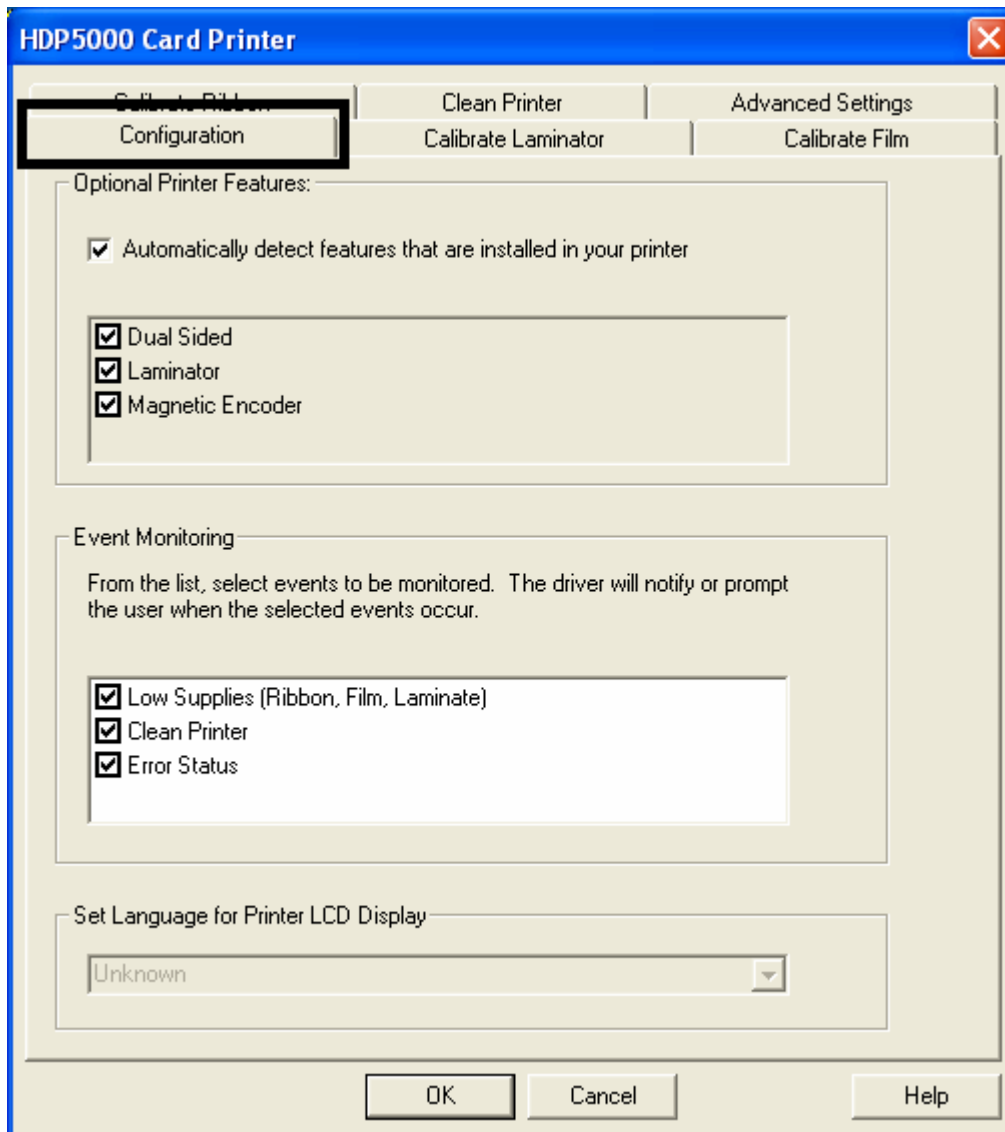 HDP5000 Card Printer
Calibrate Ribbon
Clean Printer
Advanced Settings
Configuration
Calibrate Laminator
Calibrate Film
Optional Printer Features:
Automatically detect features that are installed in your printer
Dual Sided
Laminator
Magnetic Encoder
Event Monitoring
From the list, select events to be monitored. The driver will notify or prompt
the user when the selected events occur.
Low Supplies (Ribbon, Film, Laminate)
Clean Printer
Error Status
Set Language for Printer LCD Display
Unknown
OK
Cancel
Help